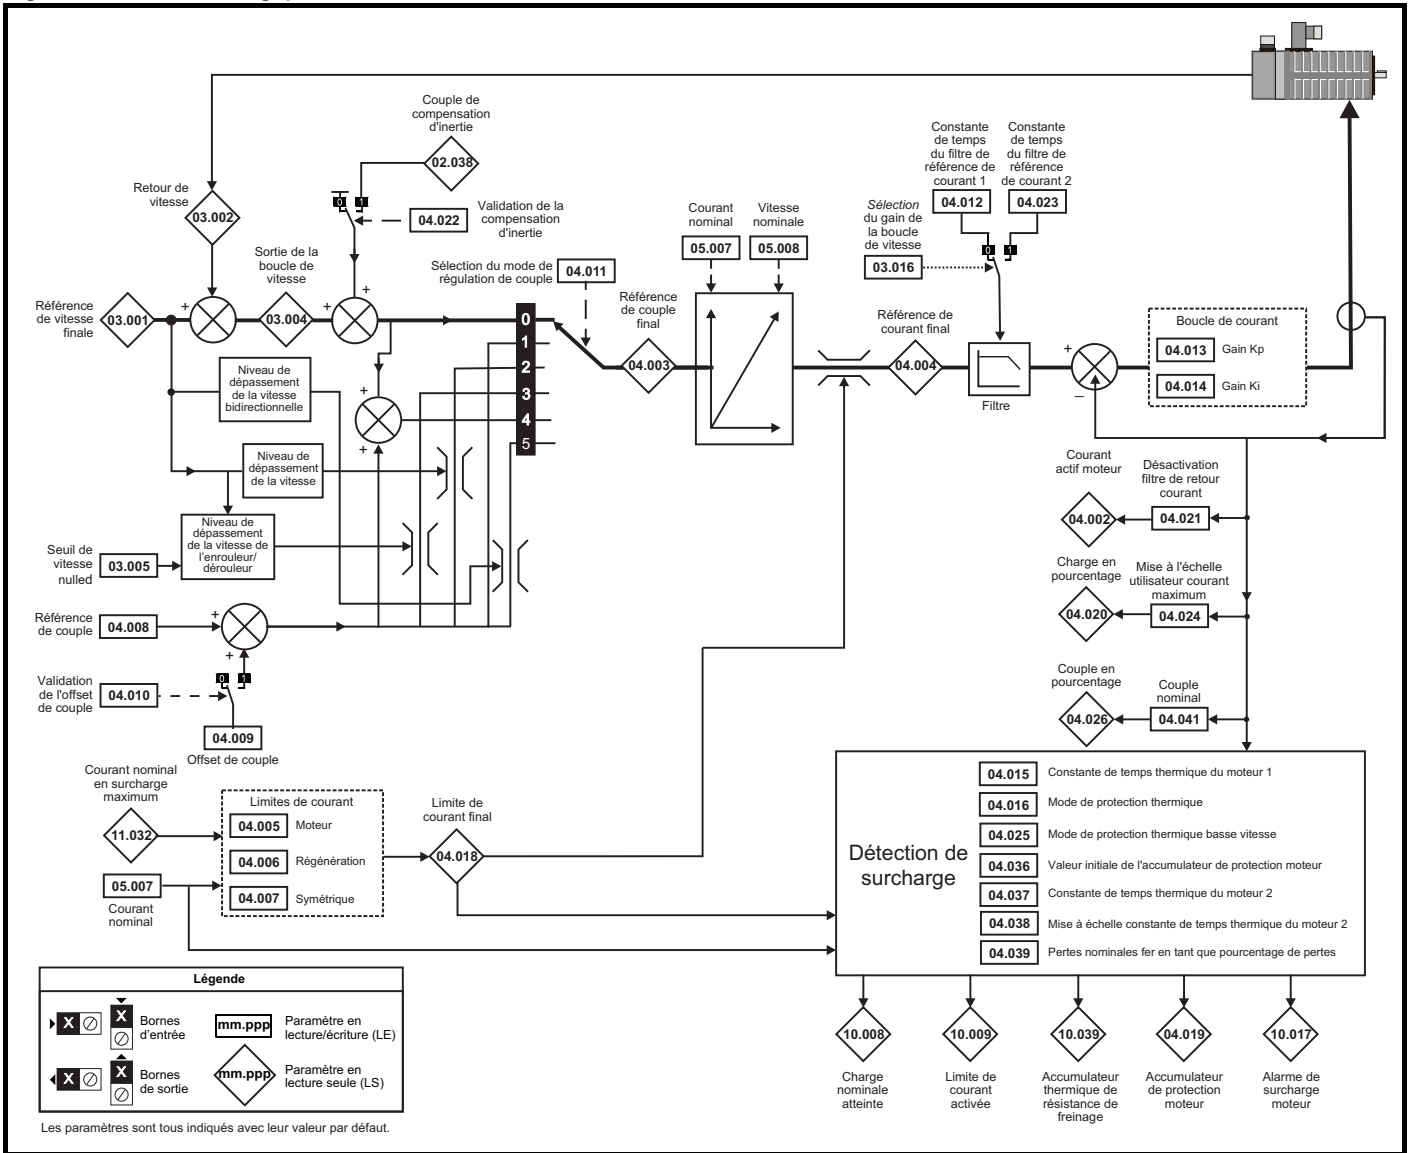 Couple de
compensation
d'inertie
02.038
0 1
04.022
Validation de la
compensation
d'inertie
Retour de
vitesse
03.002
Sortie de la
boucle de
vitesse
03.004
Référence
de vitesse
finale
03.001
+
+
+
Sélection du mode de
régulation de couple
04.011
0
1
2
3
4
5
Référence
de couple
final
04.003
Courant
nominal
05.007
Vitesse
nominale
05.008
Référence de
courant final
04.004
Sélection
du gain de
la boucle
de vitesse
03.016
Constante
de temps
du filtre de
référence de
courant 1
04.012
Constante
de temps
du filtre de
référence
de courant 2
04.023
0 1
Filtre
+
–
Boucle de courant
04.013 Gain Kp
04.014 Gain Ki
Niveau de
dépassement
de la vitesse
bidirectionnelle
+
+
Niveau de
dépassement
de la vitesse
Niveau de
dépassement
de la vitesse de
l'enrouleur/
dérouleur
Seuil de
vitesse
nulled
03.005
Référence
de couple
04.008
+
+
Validation
de l'offset
de couple
04.010
0 1
04.009
Offset de couple
Courant
actif moteur
04.002
Désactivation
filtre de retour
courant
04.021
Charge en
pourcentage
04.020
Mise à l'échelle
utilisateur courant
maximum
04.024
Couple en
pourcentage
04.026
Couple
nominal
04.041
Courant nominal
en surcharge
maximum
11.032
05.007
Courant
nominal
Limites de courant
04.005 Moteur
04.006 Régénération
04.007 Symétrique
Limite de
courant final
04.018
Détection de
surcharge
04.015 Constante de temps thermique du moteur 1
04.016 Mode de protection thermique
04.025 Mode de protection thermique basse vitesse
04.036 Valeur initiale de l'accumulateur de protection moteur
04.037 Constante de temps thermique du moteur 2
04.038 Mise à échelle constante de temps thermique du moteur 2
04.039 Pertes nominales fer en tant que pourcentage de pertes
10.008
Charge
nominale
atteinte
10.009
Limite de
courant
activée
10.039
Accumulateur
thermique de
résistance de
freinage
04.019
Accumulateur
de protection
moteur
10.017
Alarme de
surcharge
moteur
Légende
X X Bornes
d'entrée
mm.ppp Paramètre en
lecture/écriture (LE)
X X Bornes
de sortie
mm.ppp Paramètre en
lecture seule (LS)
Les paramètres sont tous indiqués avec leur valeur par défaut.